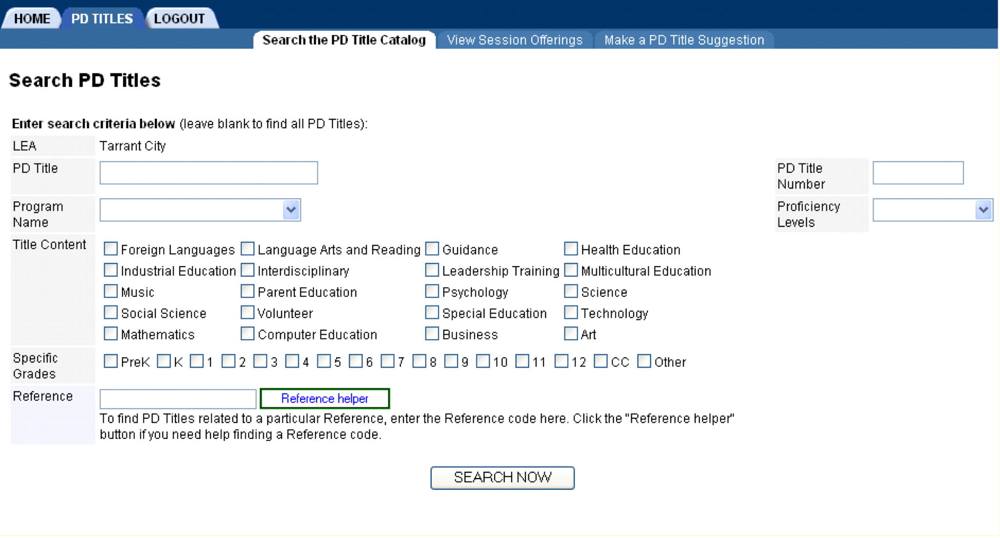 HOME PD TITLES LOGOUT
Search the PD Title Catalog View Session Offerings Make a PD Title Suggestion
Search PD Titles
Enter search criteria below (leave blank to find all PD Titles):
LEA Tarrant City
PD Title
PD Title
Number
Program
Name
Proficiency
Levels
Title Content
Foreign Languages Language Arts and Reading Guidance Health Education
Industrial Education Interdisciplinary Leadership Training Multicultural Education
Music Parent Education Psychology Science
Social Science Volunteer Special Education Technology
Mathematics Computer Education Business Art
Specific
Grades
PreK K 1 2 3 4 5 6 7 8 9 10 11 12 CC Other
Reference Reference helper
To find PD Titles related to a particular Reference, enter the Reference code here. Click the "Reference helper"
button if you need help finding a Reference code.
SEARCH NOW